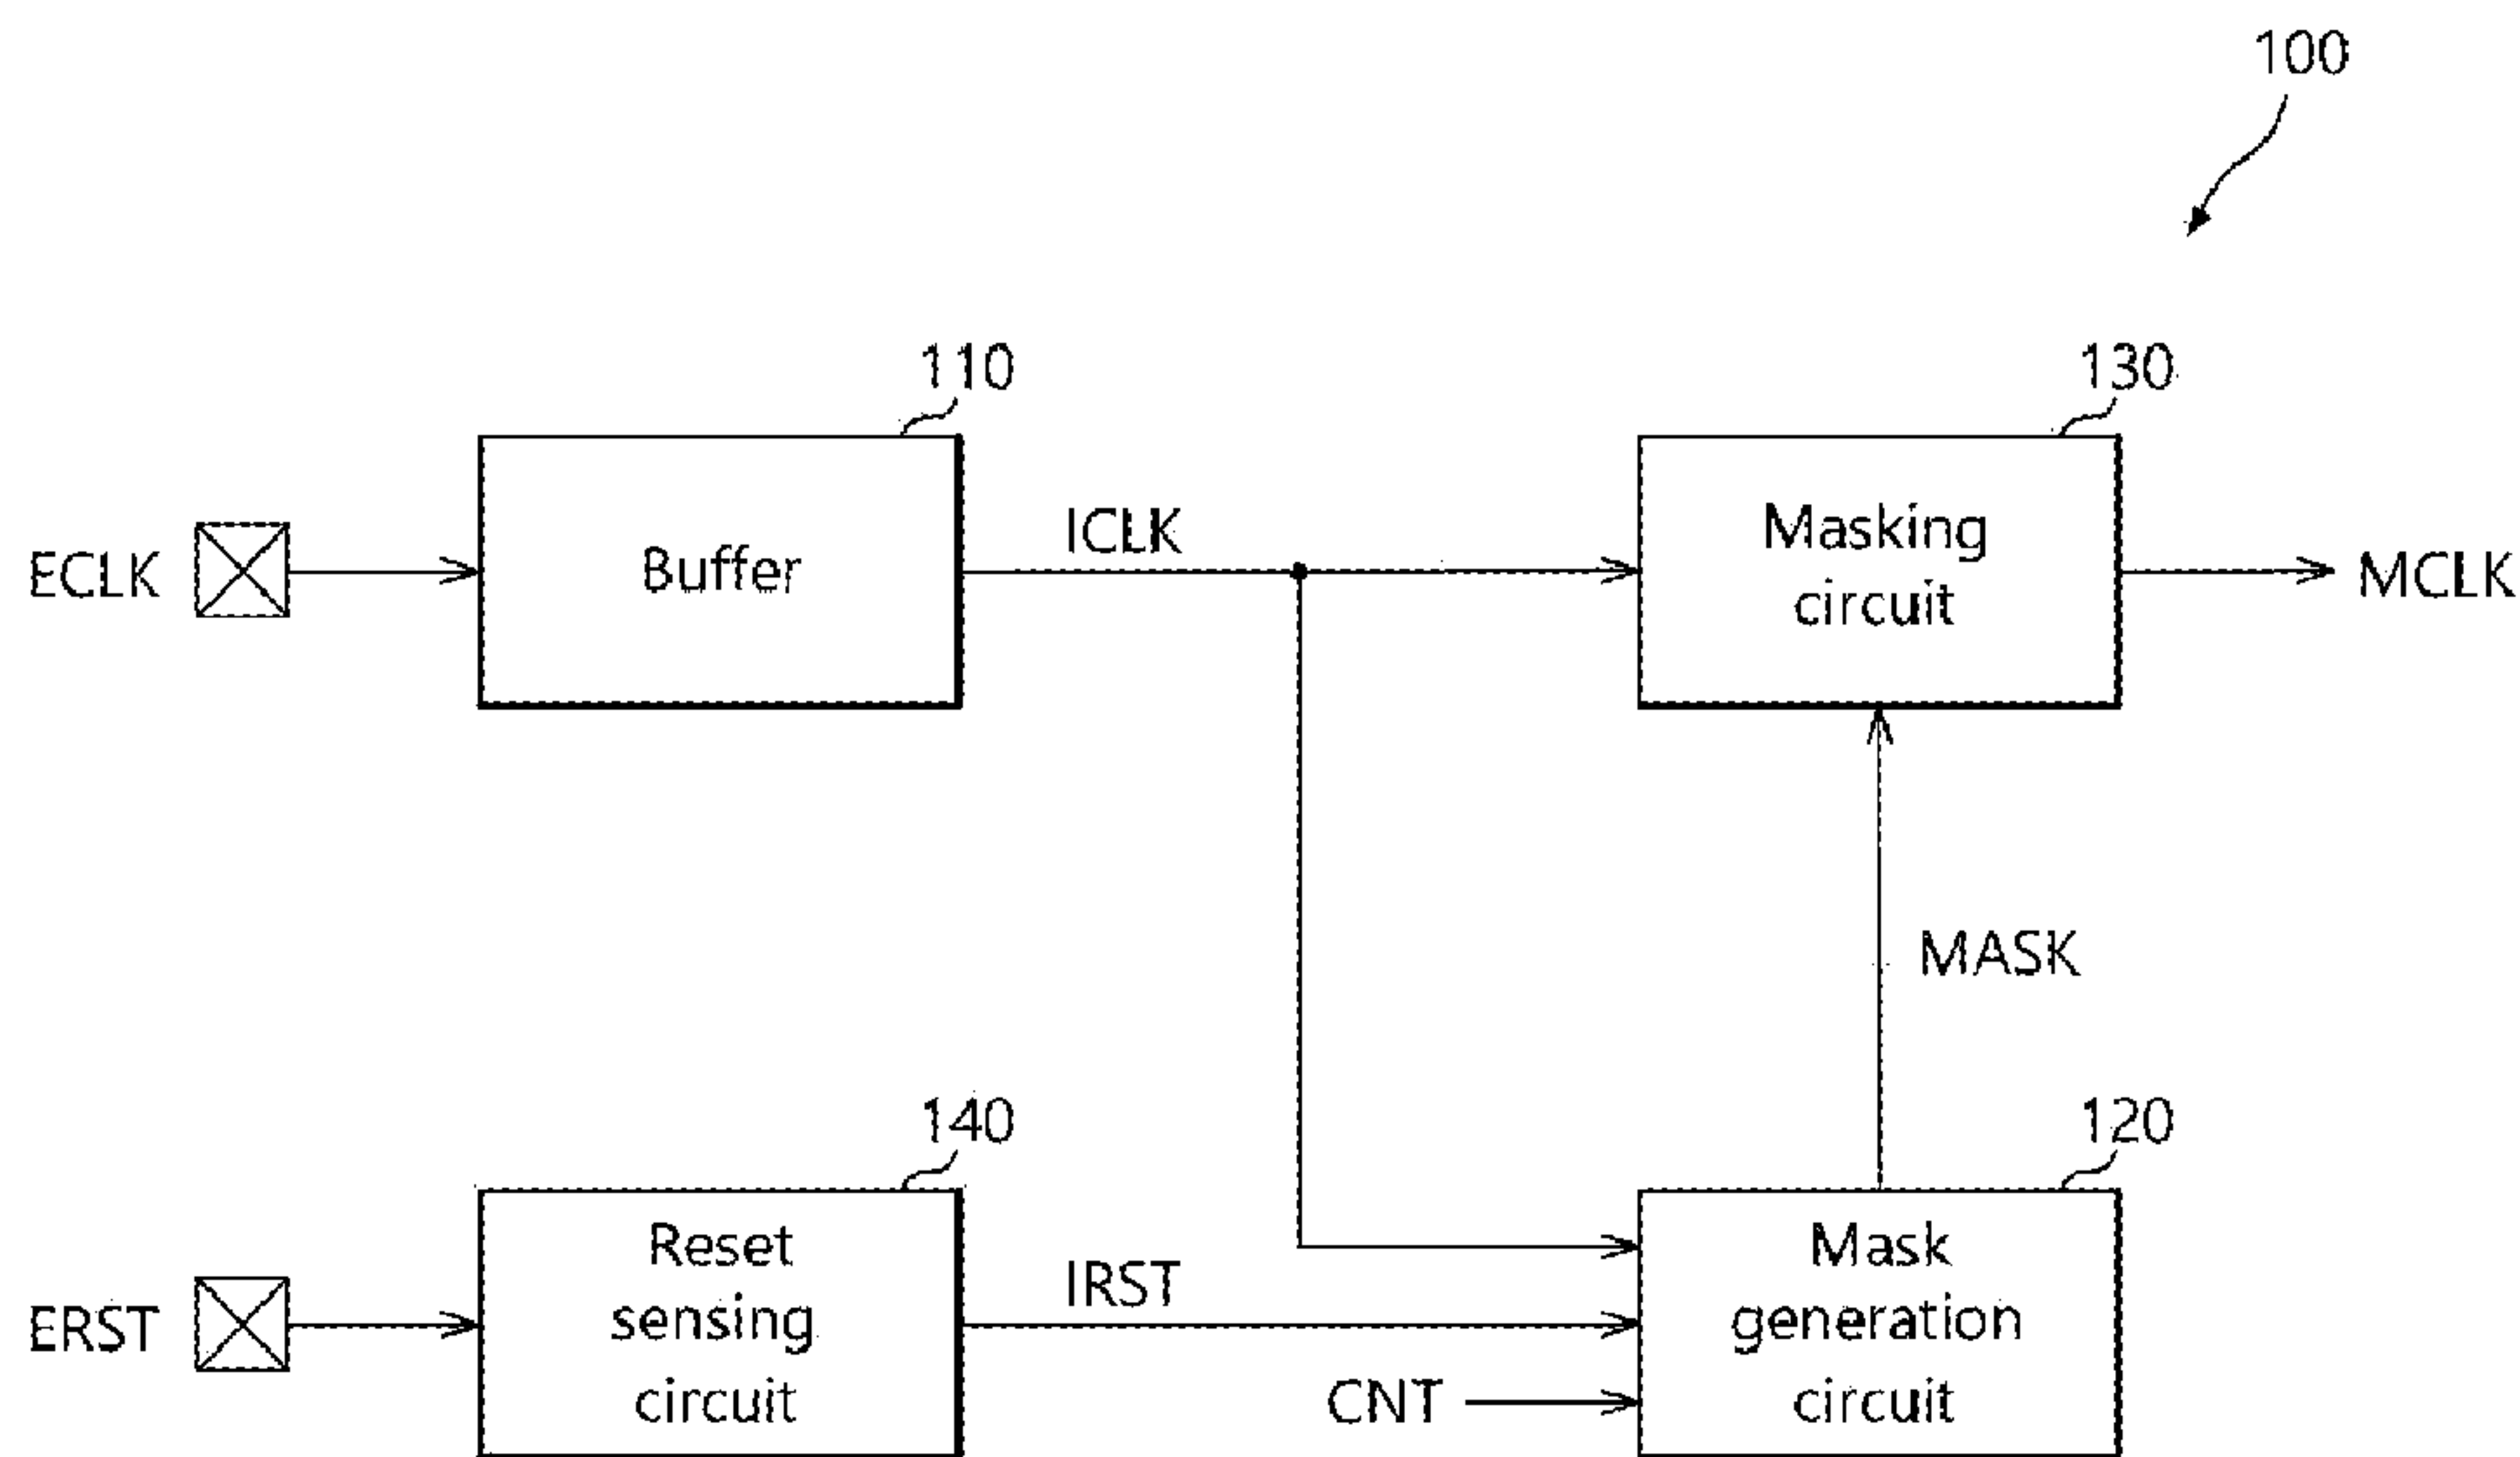 100
110
130
ICLK
ECLK
Buffer
Masking
circuit
MCLK
MASK
140
120
Reset
sensing
circuit
IRST
ERST
CNT
Mask
generation
circuit